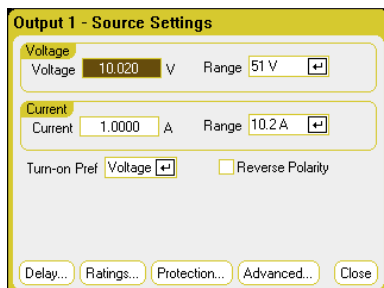 Output 1 - Source Settings
Voltage
Voltage 10.020 V Range 51 V
Current
Current 1.0000 A Range 10.2 A
Turn-on Pref Voltage Reverse Polarity
Delay... Ratings... Protection... Advanced... Close